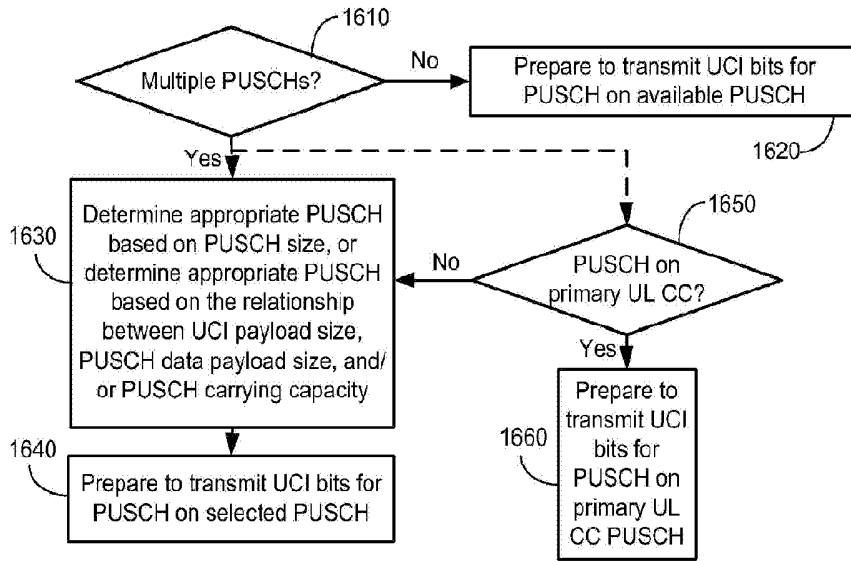 1610
Multiple PUSCHs?
No
Prepare to transmit UCI bits for
PUSCH on available PUSCH
1620
Yes
1630
Determine appropriate PUSCH
based on PUSCH size, or
determine appropriate PUSCH
based on the relationship
between UCI payload size,
PUSCH data payload size, and/
or PUSCH carrying capacity
No
1650
PUSCH on
primary UL CC?
Yes
1640
Prepare to transmit UCI bits for
PUSCH on selected PUSCH
1660
Prepare to
transmit UCI
bits for
PUSCH on
primary UL
CC PUSCH